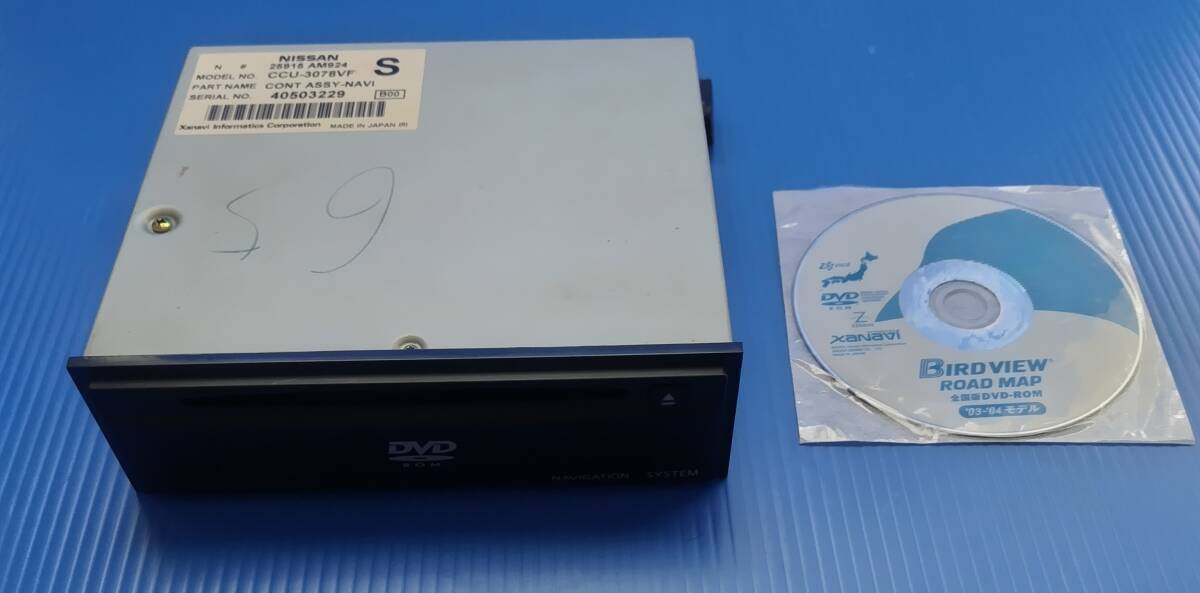 NISSAN
N # 25915 AM924
MODEL NO. CCU-3078VF S
PART NAME CONT ASSY-NAVI
SERIAL NO. 40503229 B00
Xanavi Informatics Corporation MADE IN JAPAN (R)
59
DVD
ROM
NAVIGATION SYSTEM
DVD
ROM
Xanavi
BIRDVIEW®
ROAD MAP
全国版DVD-ROM
'03-'04 モデル